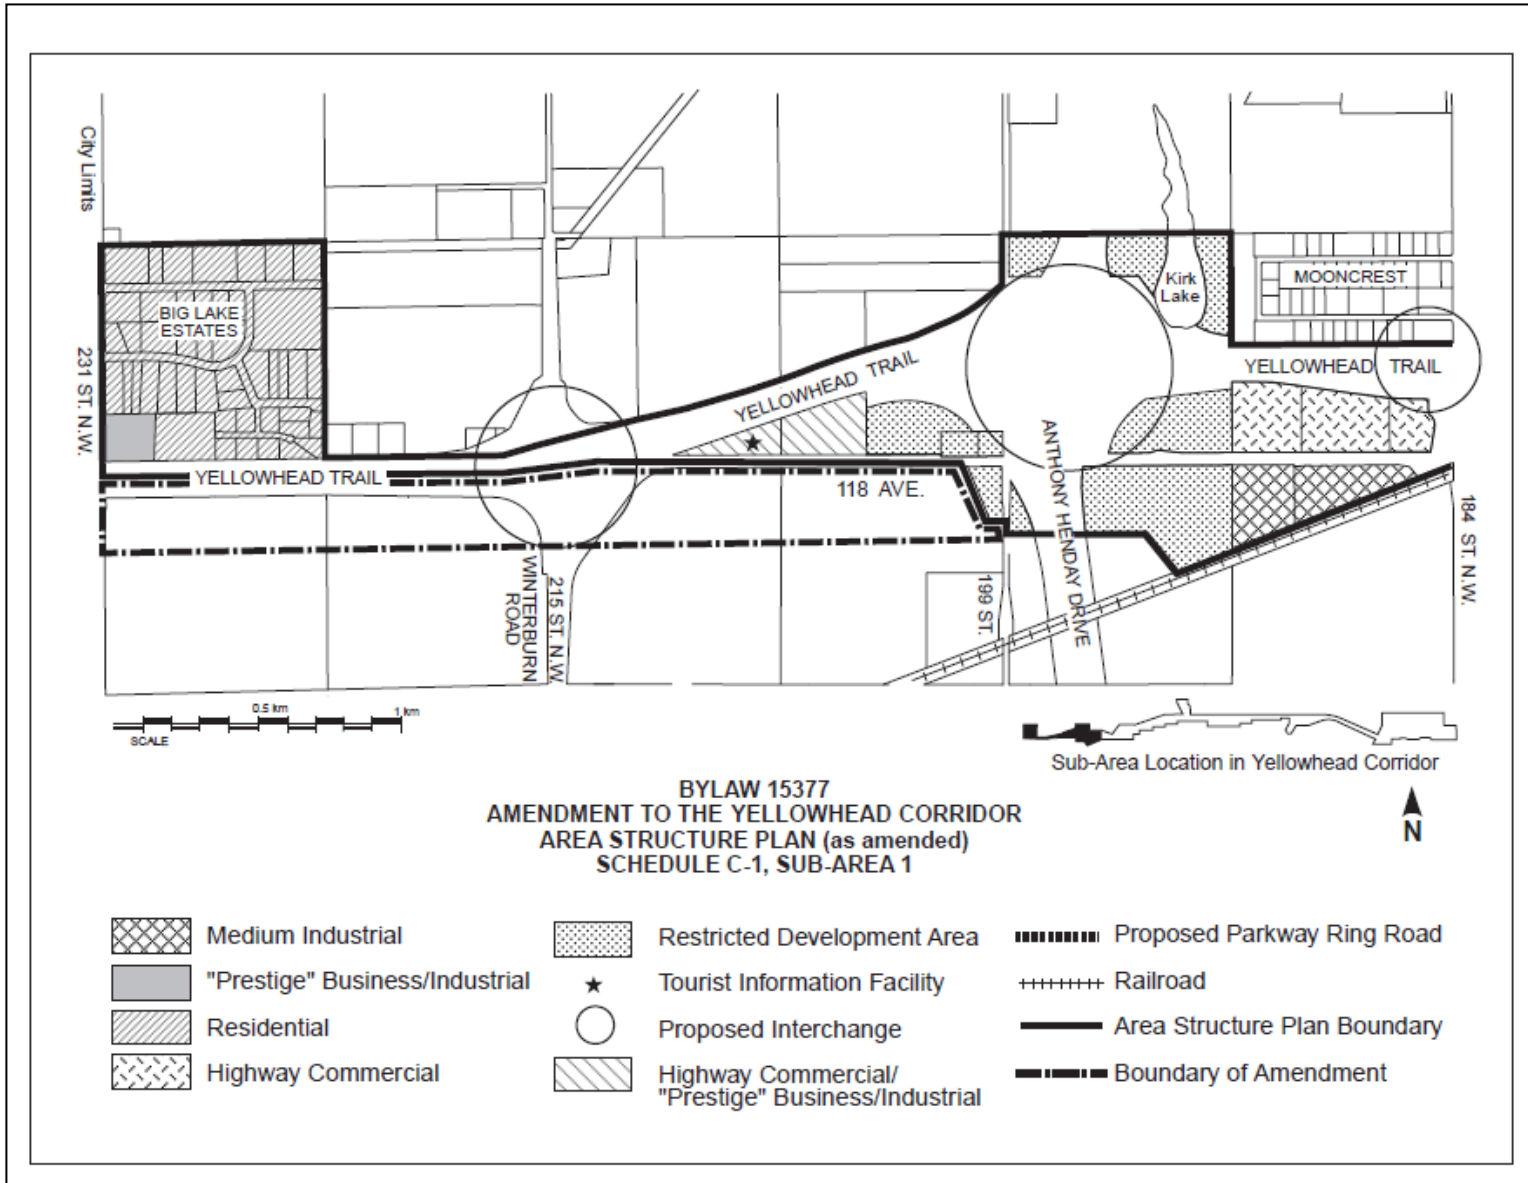 City Limits
BIG LAKE
ESTATES
231 ST. N.W.
YELLOWHEAD TRAIL
YELLOWHEAD TRAIL
Kirk
Lake
MOONCREST
YELLOWHEAD TRAIL
118 AVE.
ANTHONY HENDAY DRIVE
WINTERBURN
ROAD
215 ST. N.W.
199 ST.
184 ST. N.W.
0.5 km
1 km
SCALE
Sub-Area Location in Yellowhead Corridor
N
BYLAW 15377
AMENDMENT TO THE YELLOWHEAD CORRIDOR
AREA STRUCTURE PLAN (as amended)
SCHEDULE C-1, SUB-AREA 1
Medium Industrial
"Prestige" Business/Industrial
Residential
Highway Commercial
Restricted Development Area
Tourist Information Facility
Proposed Interchange
Highway Commercial/
"Prestige" Business/Industrial
Proposed Parkway Ring Road
Railroad
Area Structure Plan Boundary
Boundary of Amendment